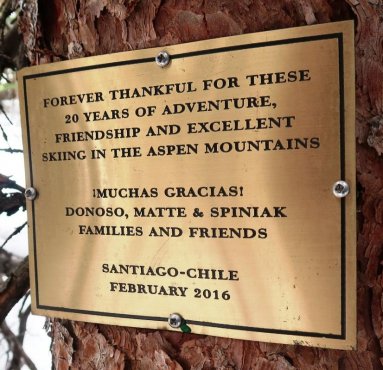 FOREVER THANKFUL FOR THESE
20 YEARS OF ADVENTURE,
FRIENDSHIP AND EXCELLENT
SKIING IN THE ASPEN MOUNTAINS
¡MUCHAS GRACIAS!
DONOSO, MATTE & SPINIAK
FAMILIES AND FRIENDS
SANTIAGO-CHILE
FEBRUARY 2016